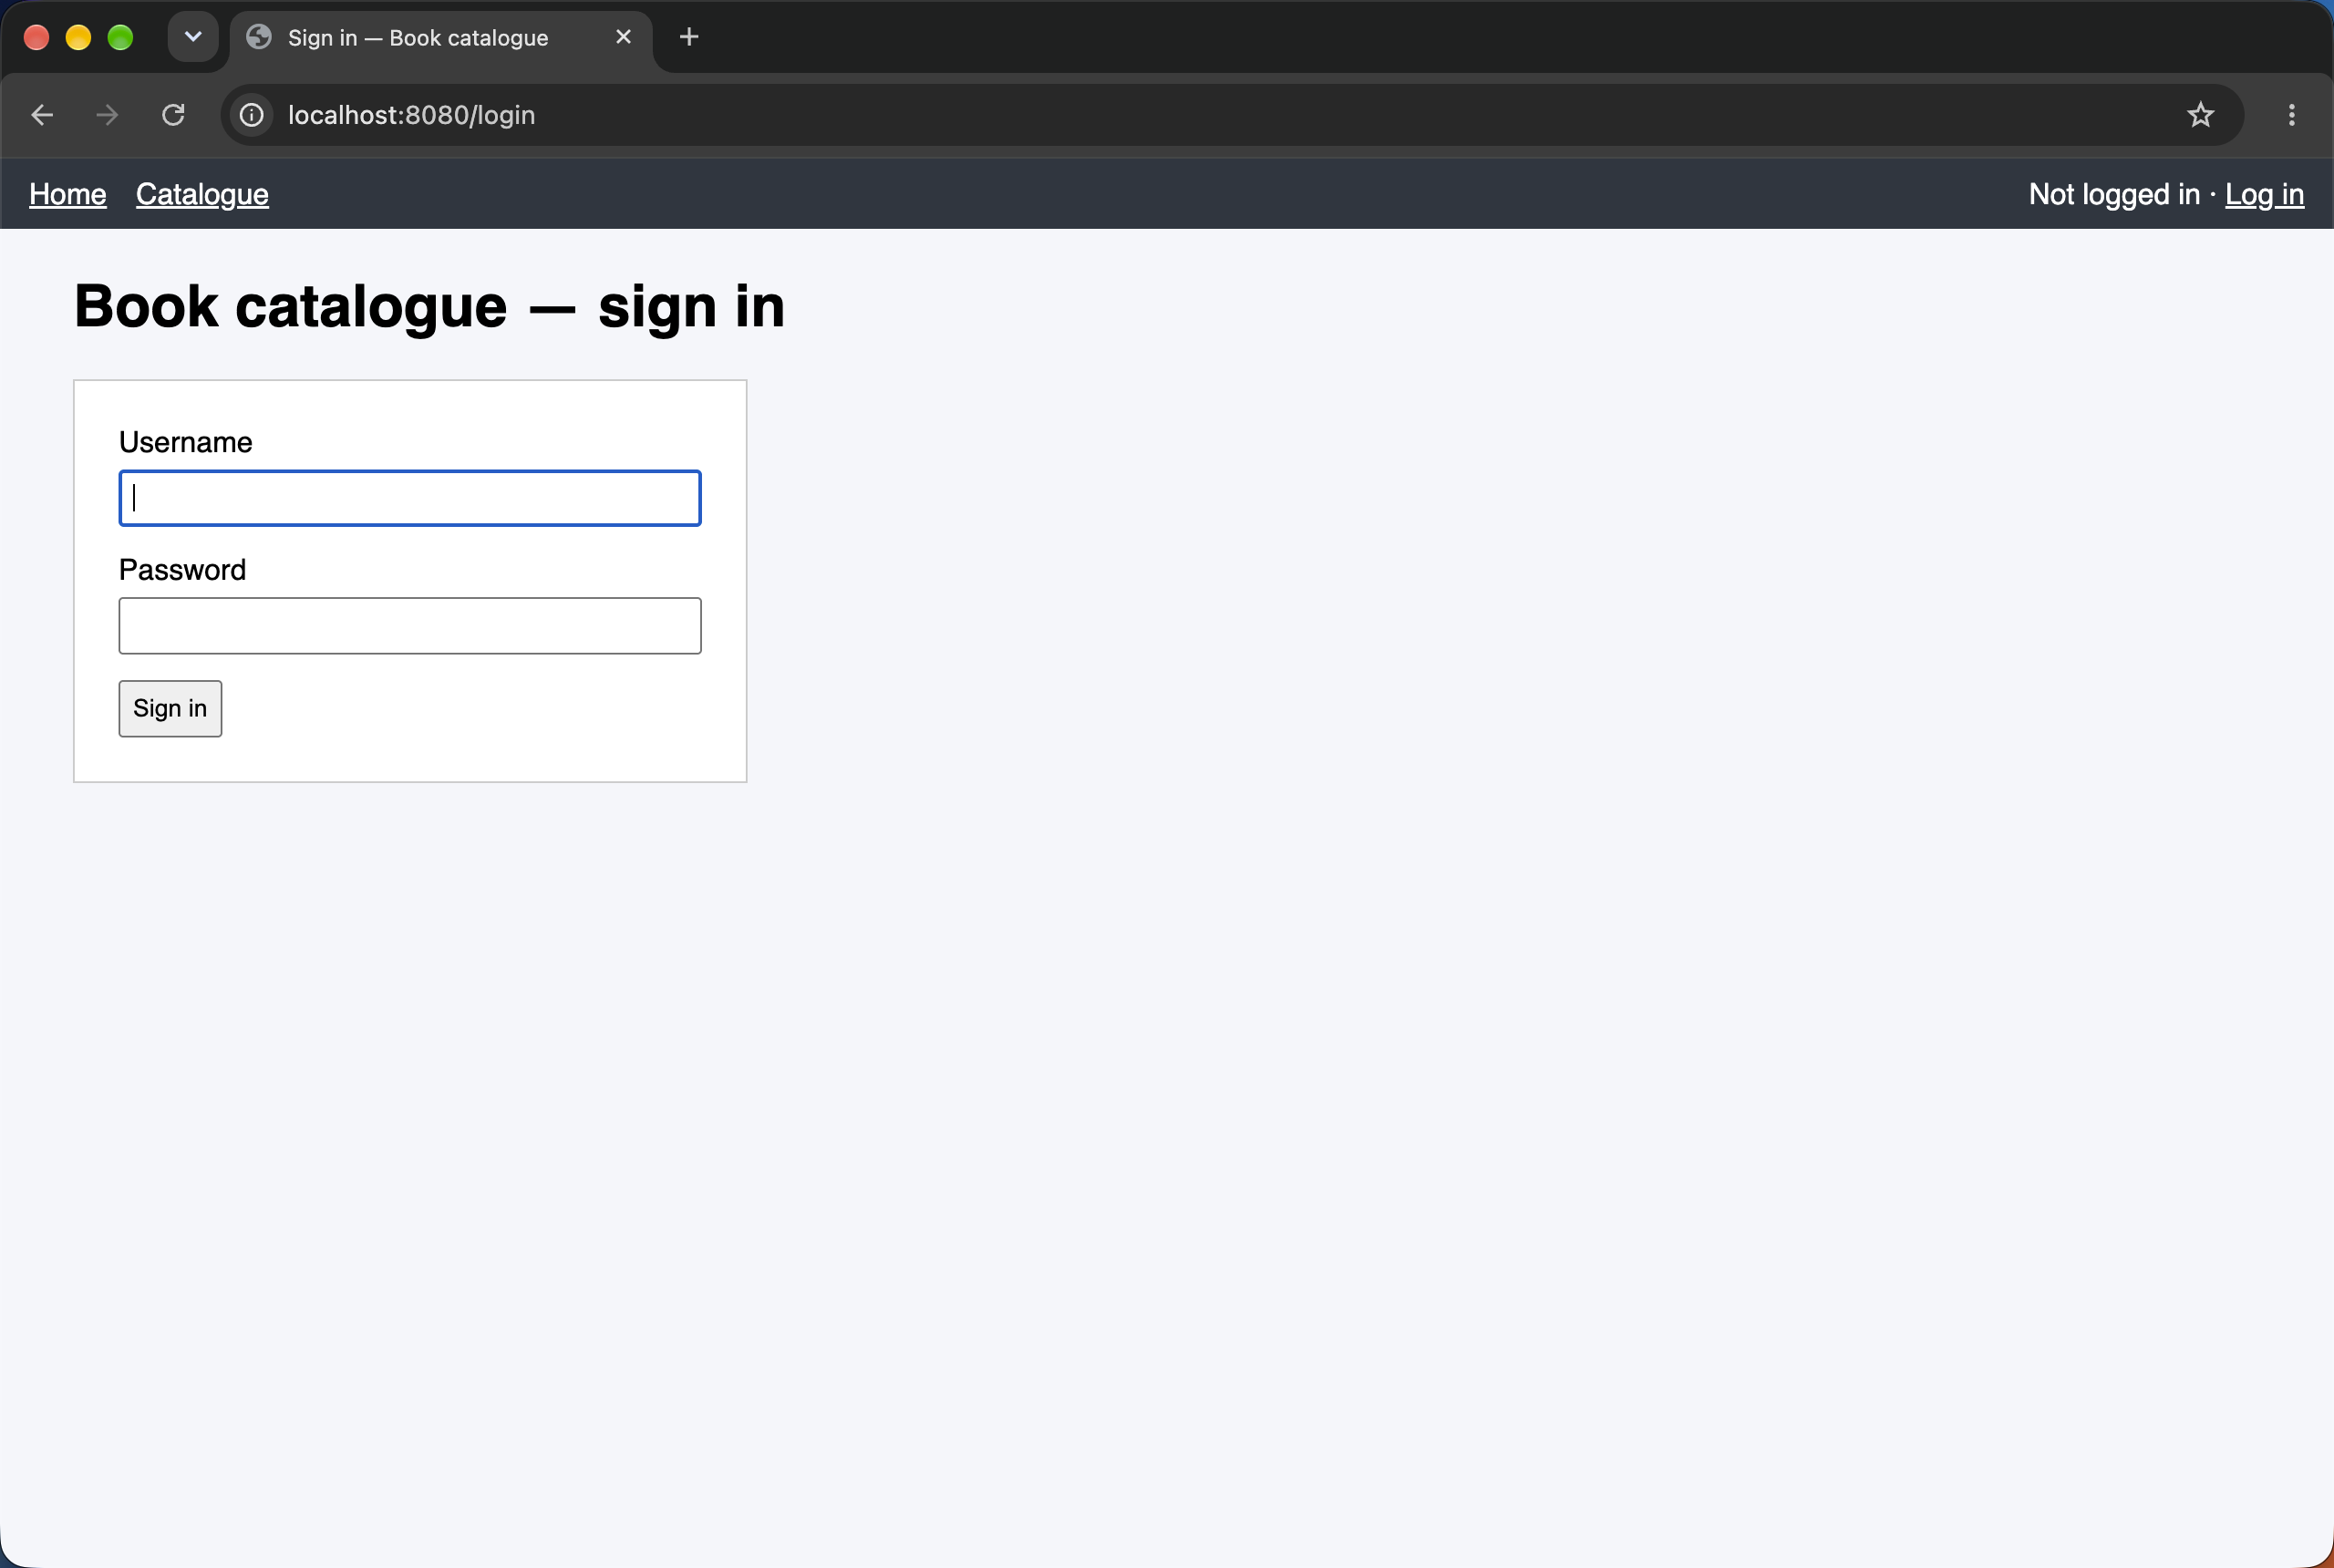 Sign in — Book catalogue
localhost:8080/login
Home Catalogue Not logged in · Log in
Book catalogue — sign in
Username
Password
Sign in